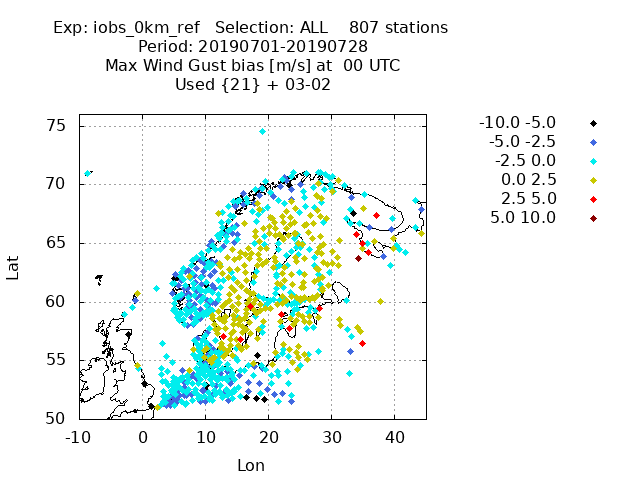 Exp: iobs_0km_ref   Selection: ALL    807 stations
Period: 20190701-20190728
Max Wind Gust bias [m/s] at  00 UTC
Used {21} + 03-02
-10.0 -5.0
-5.0 -2.5
-2.5 0.0
0.0 2.5
2.5 5.0
5.0 10.0
75
70
65
60
55
50
Lat
-10 0 10 20 30 40
Lon